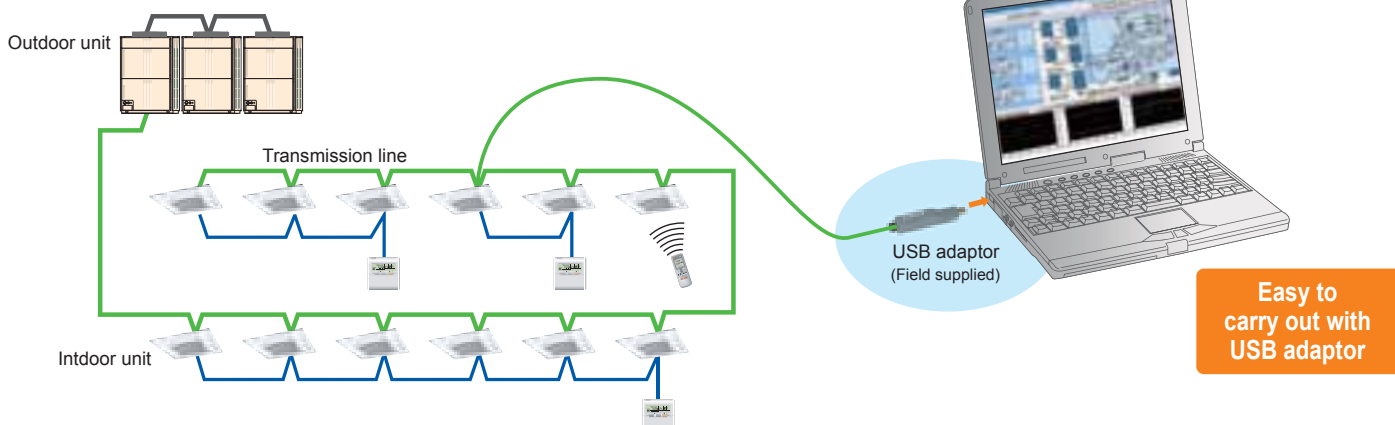 Outdoor unit
Transmission line
USB adaptor
(Field supplied)
Easy to
carry out with
USB adaptor
Intdoor unit